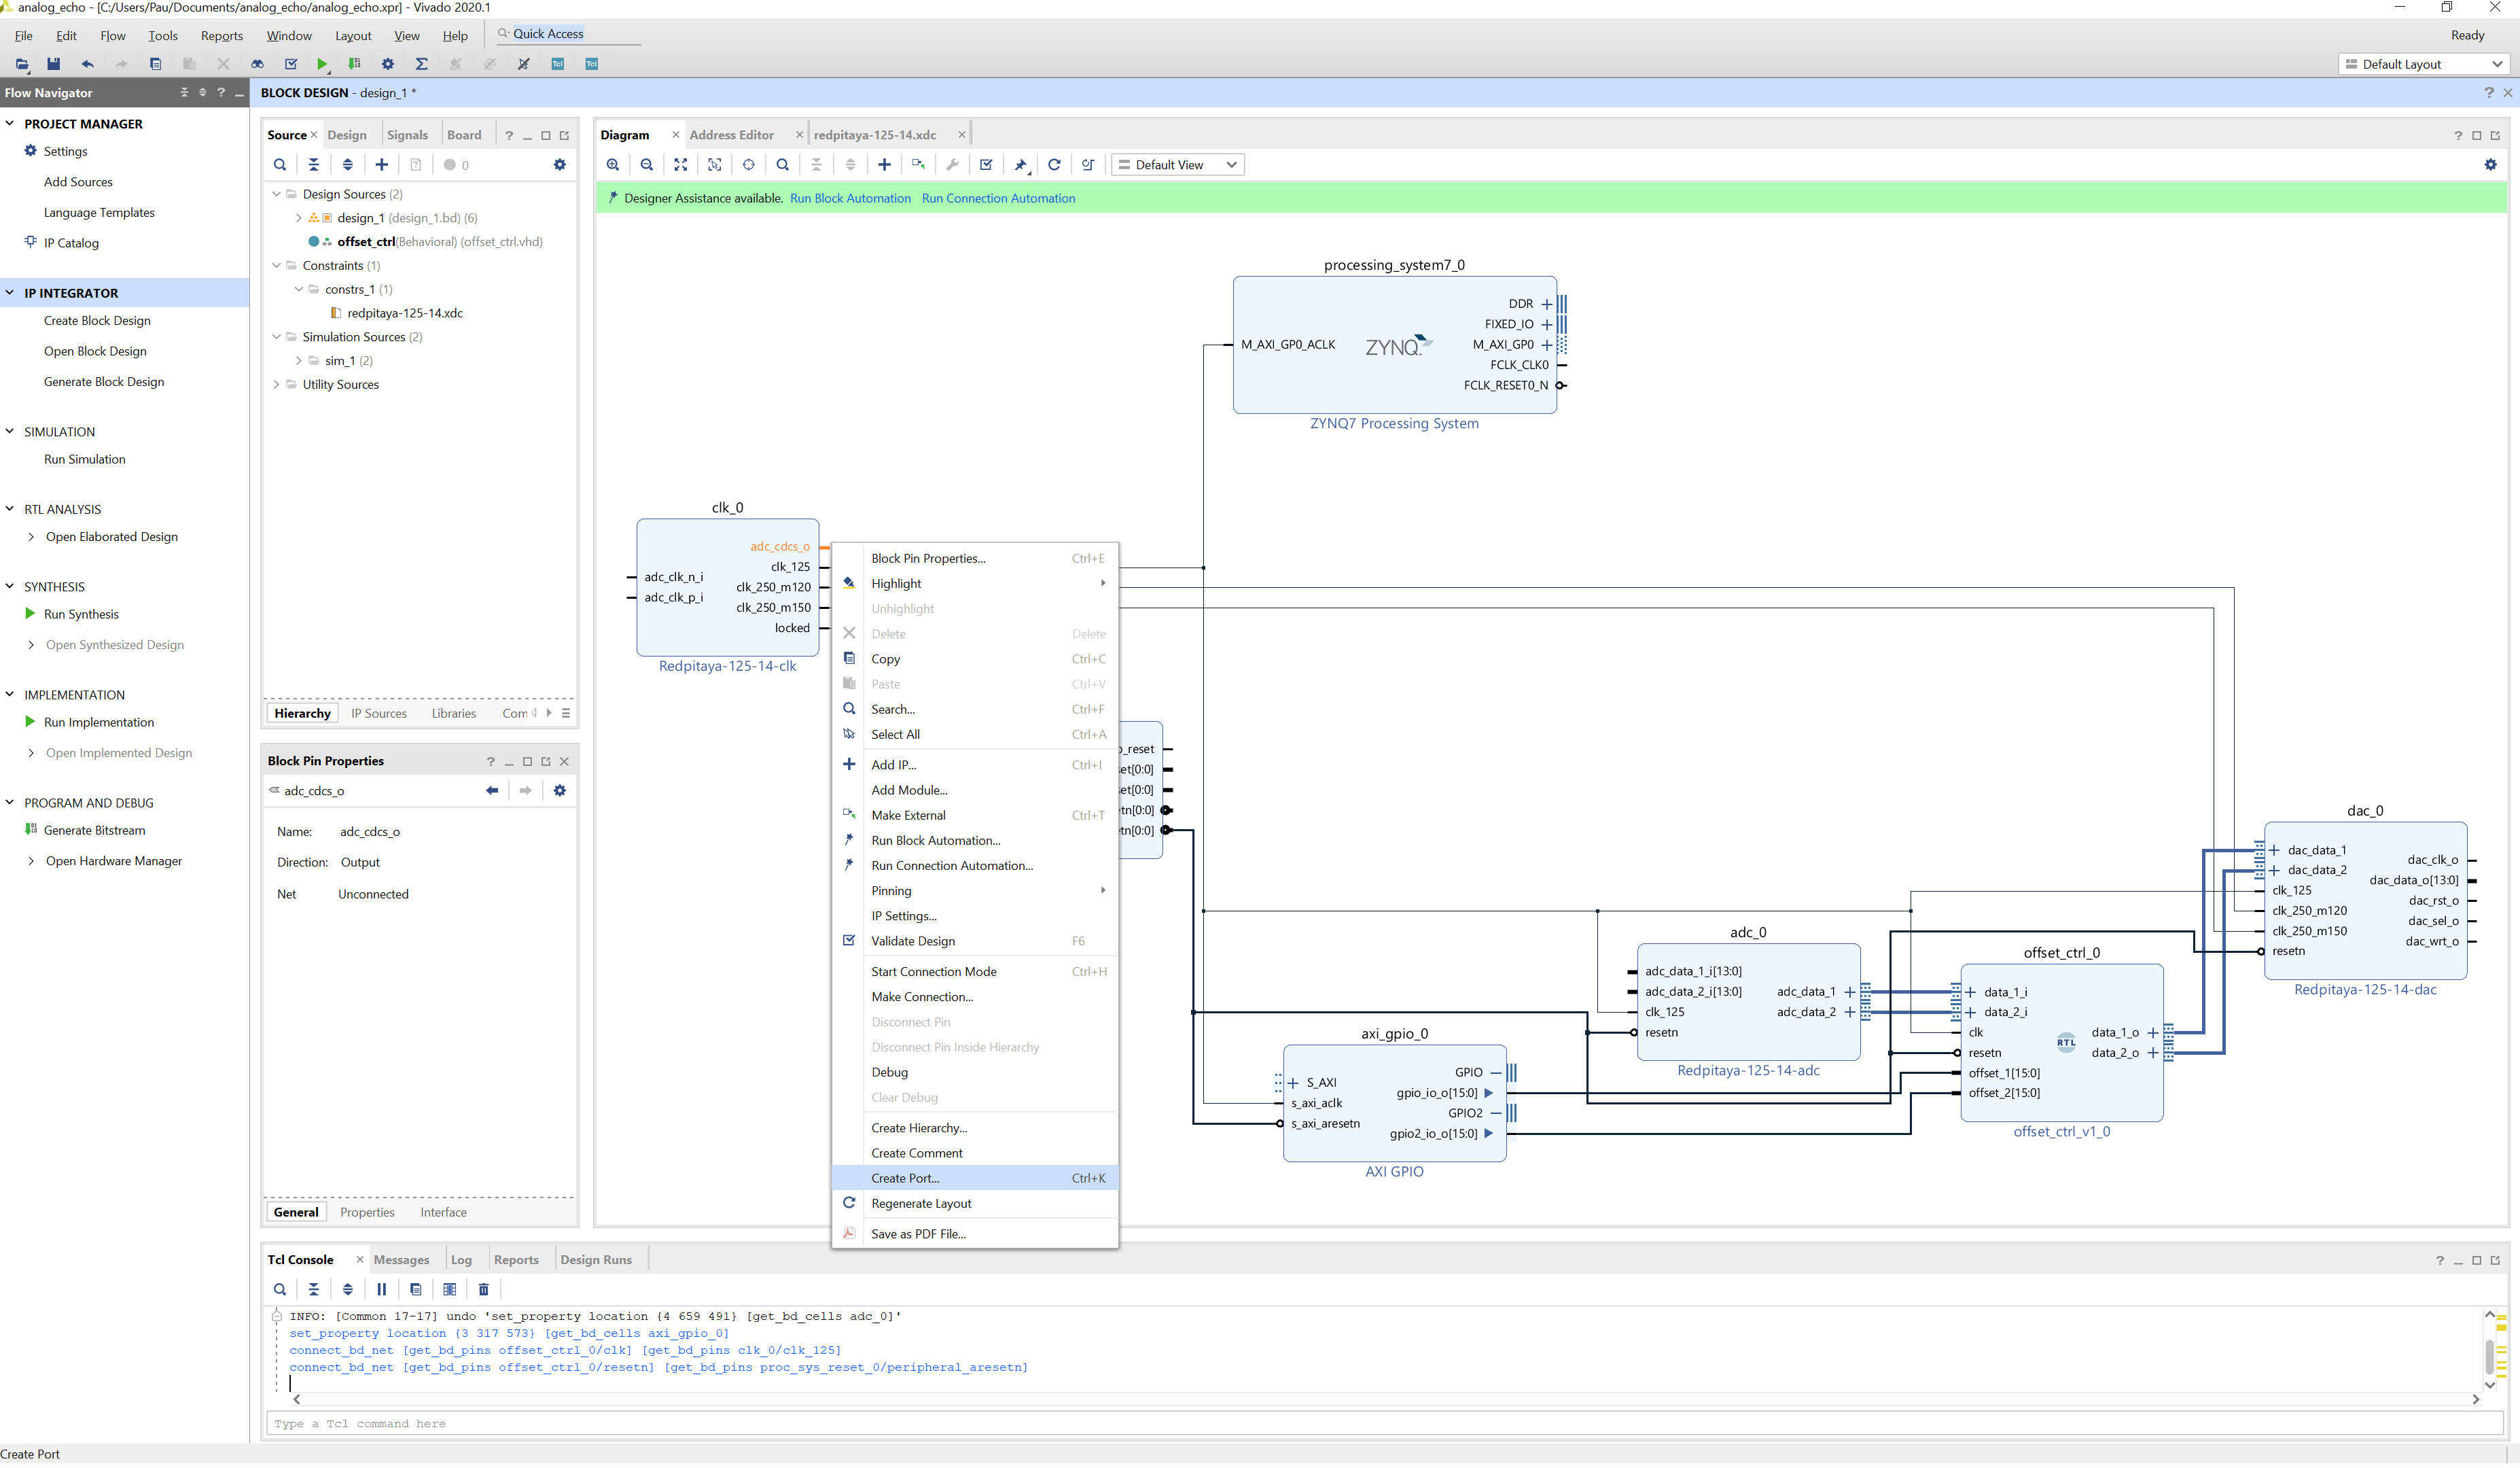 analog_echo - [C:/Users/Pau/Documents/analog_echo/analog_echo.xpr] - Vivado 2020.1
File Edit Flow Tools Reports Window Layout View Help Quick Access Ready
Tcl Tcl Default Layout
Flow Navigator
PROJECT MANAGER
Settings
Add Sources
Language Templates
IP Catalog
IP INTEGRATOR
Create Block Design
Open Block Design
Generate Block Design
SIMULATION
Run Simulation
RTL ANALYSIS
Open Elaborated Design
SYNTHESIS
Run Synthesis
Open Synthesized Design
IMPLEMENTATION
Run Implementation
Open Implemented Design
PROGRAM AND DEBUG
Generate Bitstream
Open Hardware Manager
BLOCK DESIGN - design_1 *
Source Design Signals Board
0
Design Sources (2)
design_1 (design_1.bd) (6)
offset_ctrl(Behavioral) (offset_ctrl.vhd)
Constraints (1)
constrs_1 (1)
redpitaya-125-14.xdc
Simulation Sources (2)
sim_1 (2)
Utility Sources
Hierarchy IP Sources Libraries Com
Block Pin Properties
adc_cdcs_o
Name: adc_cdcs_o
Direction: Output
Net Unconnected
General Properties Interface
Diagram Address Editor redpitaya-125-14.xdc
Default View
Designer Assistance available. Run Block Automation Run Connection Automation
processing_system7_0
DDR
FIXED_IO
M_AXI_GP0_ACLK ZYNQ. M_AXI_GP0
FCLK_CLK0
FCLK_RESET0_N
ZYNQ7 Processing System
clk_0
adc_cdcs_o
clk_125
adc_clk_n_i clk_250_m120
adc_clk_p_i clk_250_m150
locked
Redpitaya-125-14-clk
Block Pin Properties... Ctrl+E
Highlight
Unhighlight
Delete Delete
Copy Ctrl+C
Paste Ctrl+V
Search... Ctrl+F
Select All Ctrl+A
Add IP... Ctrl+I
Add Module...
Make External Ctrl+T
Run Block Automation...
Run Connection Automation...
Pinning
IP Settings...
Validate Design F6
Start Connection Mode Ctrl+H
Make Connection...
Disconnect Pin
Disconnect Pin Inside Hierarchy
Debug
Clear Debug
Create Hierarchy...
Create Comment
Create Port... Ctrl+K
Regenerate Layout
Save as PDF File...
_reset
et[0:0]
et[0:0]
tn[0:0]
tn[0:0]
dac_0
dac_data_1
dac_data_2 dac_clk_o
clk_125 dac_data_o[13:0]
clk_250_m120 dac_rst_o
clk_250_m150 dac_sel_o
resetn dac_wrt_o
Redpitaya-125-14-dac
adc_0
adc_data_1_i[13:0]
adc_data_2_i[13:0] adc_data_1
clk_125 adc_data_2
resetn
Redpitaya-125-14-adc
offset_ctrl_0
data_1_i
data_2_i
clk data_1_o
RTL
resetn data_2_o
offset_1[15:0]
offset_2[15:0]
offset_ctrl_v1_0
axi_gpio_0
S_AXI GPIO
s_axi_aclk gpio_io_o[15:0]
s_axi_aresetn GPIO2
gpio2_io_o[15:0]
AXI GPIO
Tcl Console Messages Log Reports Design Runs
INFO: [Common 17-17] undo 'set_property location {4 659 491} [get_bd_cells adc_0]'
set_property location {3 317 573} [get_bd_cells axi_gpio_0]
connect_bd_net [get_bd_pins offset_ctrl_0/clk] [get_bd_pins clk_0/clk_125]
connect_bd_net [get_bd_pins offset_ctrl_0/resetn] [get_bd_pins proc_sys_reset_0/peripheral_aresetn]
Type a Tcl command here
Create Port